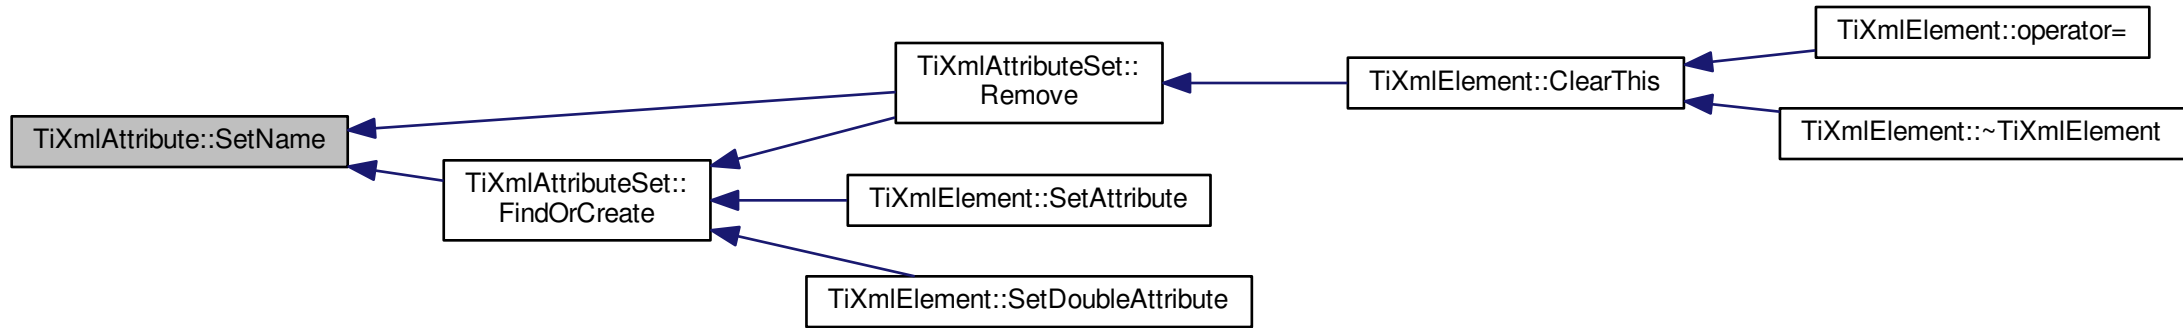 TiXmlAttribute::SetName
TiXmlAttributeSet::
FindOrCreate
TiXmlAttributeSet::
Remove
TiXmlElement::SetAttribute
TiXmlElement::SetDoubleAttribute
TiXmlElement::ClearThis
TiXmlElement::operator=
TiXmlElement::~TiXmlElement